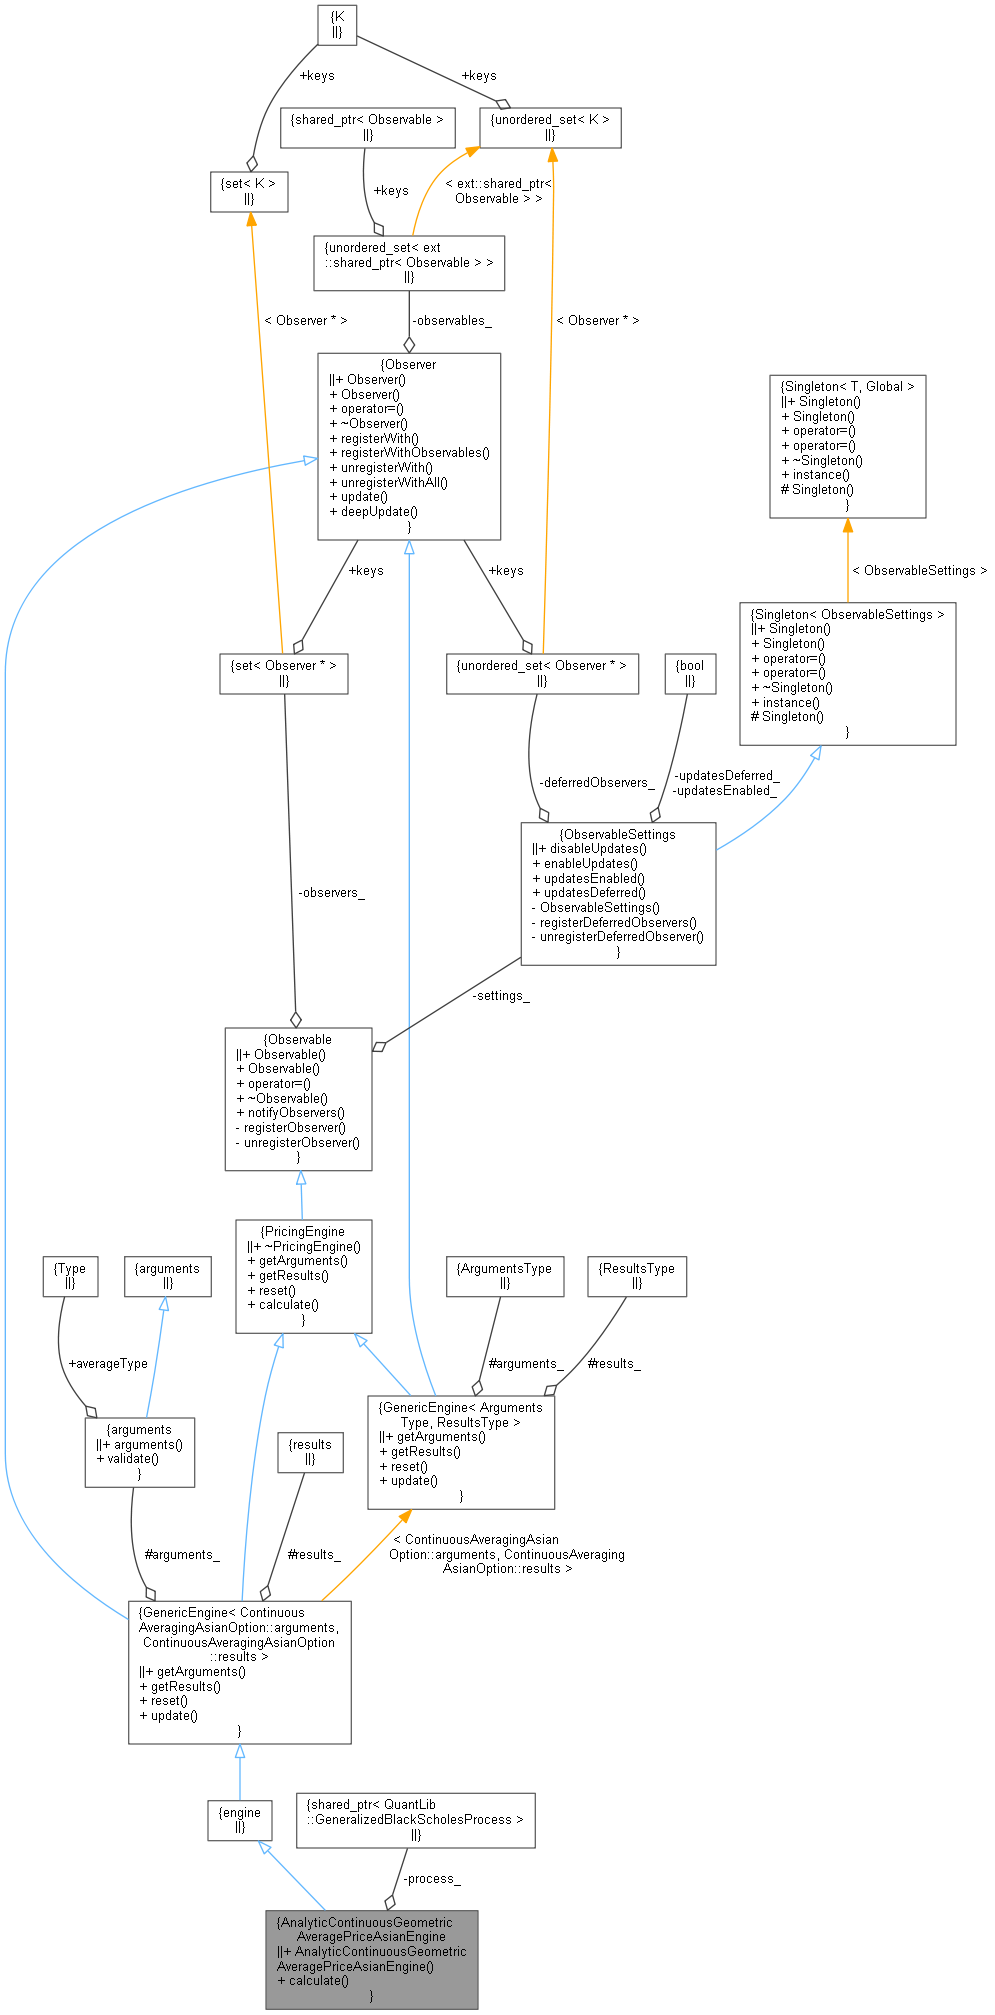 {K
||}
+keys
+keys
{shared_ptr< Observable >
||}
{unordered_set< K >
||}
{set< K >
||}
+keys
< ext::shared_ptr<
Observable > >
{unordered_set< ext
::shared_ptr< Observable > >
||}
< Observer * >
-observables_
< Observer * >
{Observer
||+ Observer()
+ Observer()
+ operator=()
+ ~Observer()
+ registerWith()
+ registerWithObservables()
+ unregisterWith()
+ unregisterWithAll()
+ update()
+ deepUpdate()
}
{Singleton< T, Global >
||+ Singleton()
+ Singleton()
+ operator=()
+ operator=()
+ ~Singleton()
+ instance()
# Singleton()
}
+keys
+keys
< ObservableSettings >
{Singleton< ObservableSettings >
||+ Singleton()
+ Singleton()
+ operator=()
+ operator=()
+ ~Singleton()
+ instance()
# Singleton()
}
{set< Observer * >
||}
{unordered_set< Observer * >
||}
{bool
||}
-deferredObservers_
-updatesDeferred_
-updatesEnabled_
{ObservableSettings
||+ disableUpdates()
+ enableUpdates()
+ updatesEnabled()
+ updatesDeferred()
- ObservableSettings()
- registerDeferredObservers()
- unregisterDeferredObserver()
}
-observers_
-settings_
{Observable
||+ Observable()
+ Observable()
+ operator=()
+ ~Observable()
+ notifyObservers()
- registerObserver()
- unregisterObserver()
}
{PricingEngine
||+ ~PricingEngine()
+ getArguments()
+ getResults()
+ reset()
+ calculate()
}
{Type
||}
{arguments
||}
{ArgumentsType
||}
{ResultsType
||}
+averageType
#arguments_
#results_
{GenericEngine< Arguments
Type, ResultsType >
||+ getArguments()
+ getResults()
+ reset()
+ update()
}
{arguments
||+ arguments()
+ validate()
}
{results
||}
#arguments_
#results_
< ContinuousAveragingAsian
Option::arguments, ContinuousAveraging
AsianOption::results >
{GenericEngine< Continuous
AveragingAsianOption::arguments,
ContinuousAveragingAsianOption
::results >
||+ getArguments()
+ getResults()
+ reset()
+ update()
}
{engine
||}
{shared_ptr< QuantLib
::GeneralizedBlackScholesProcess >
||}
-process_
{AnalyticContinuousGeometric
AveragePriceAsianEngine
||+ AnalyticContinuousGeometric
AveragePriceAsianEngine()
+ calculate()
}